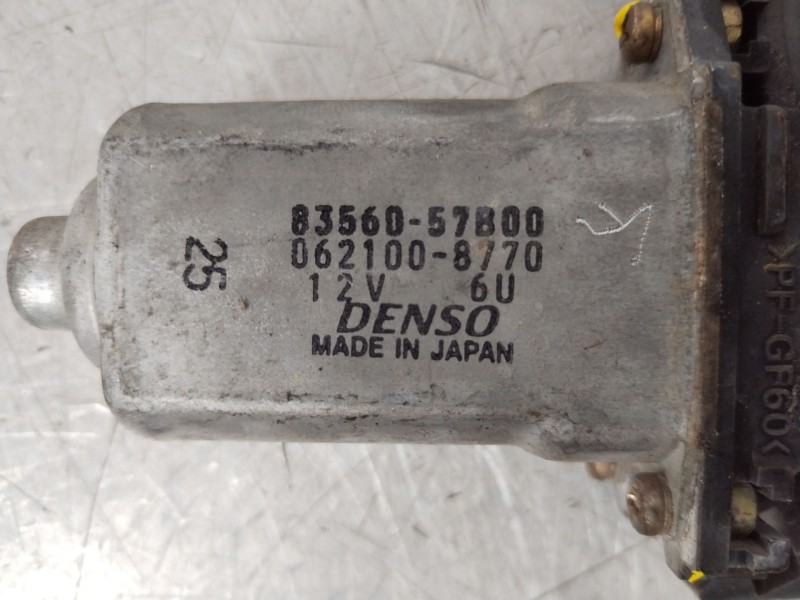 83560-57B00
062100-8770
12V 6U
DENSO
MADE IN JAPAN
25
>PF-GF60<